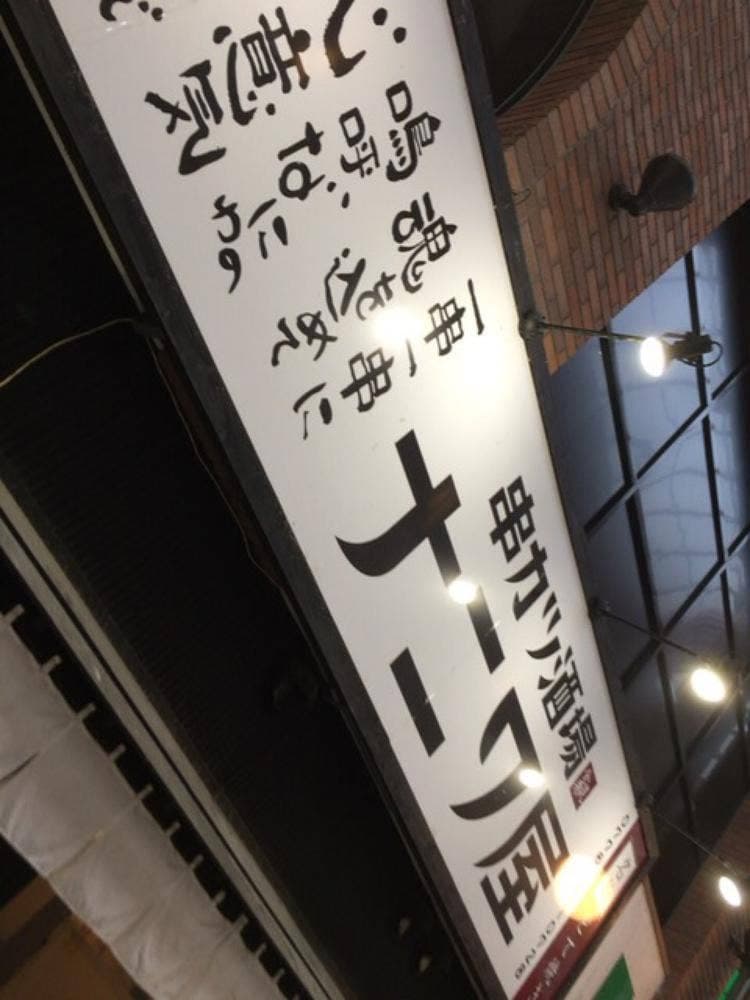 串カツ酒場
ナニワ屋
一串一串に
魂を込めて
嗚呼、なにわの
意気